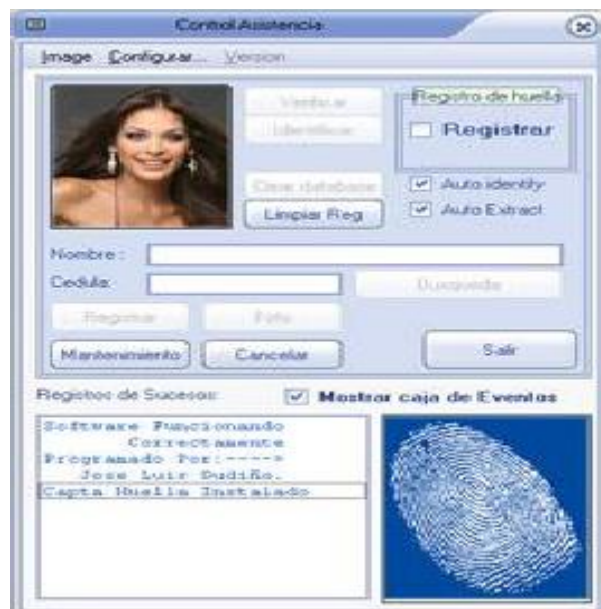 Control Asistencia
Image Configurar... Version
Verificar
Identificar
Clear database
Limpiar Reg
Registro de huella
Registrar
Auto identify
Auto Extract
Nombre :
Cedula:
Busqueda
Registrar
Foto
Mantenimiento
Cancelar
Salir
Registros de Sucesos:
Mostrar caja de Eventos
Software Funcionando
Correctamente
Programado Por:---->
Jose Luis
Capta Huella Instalado